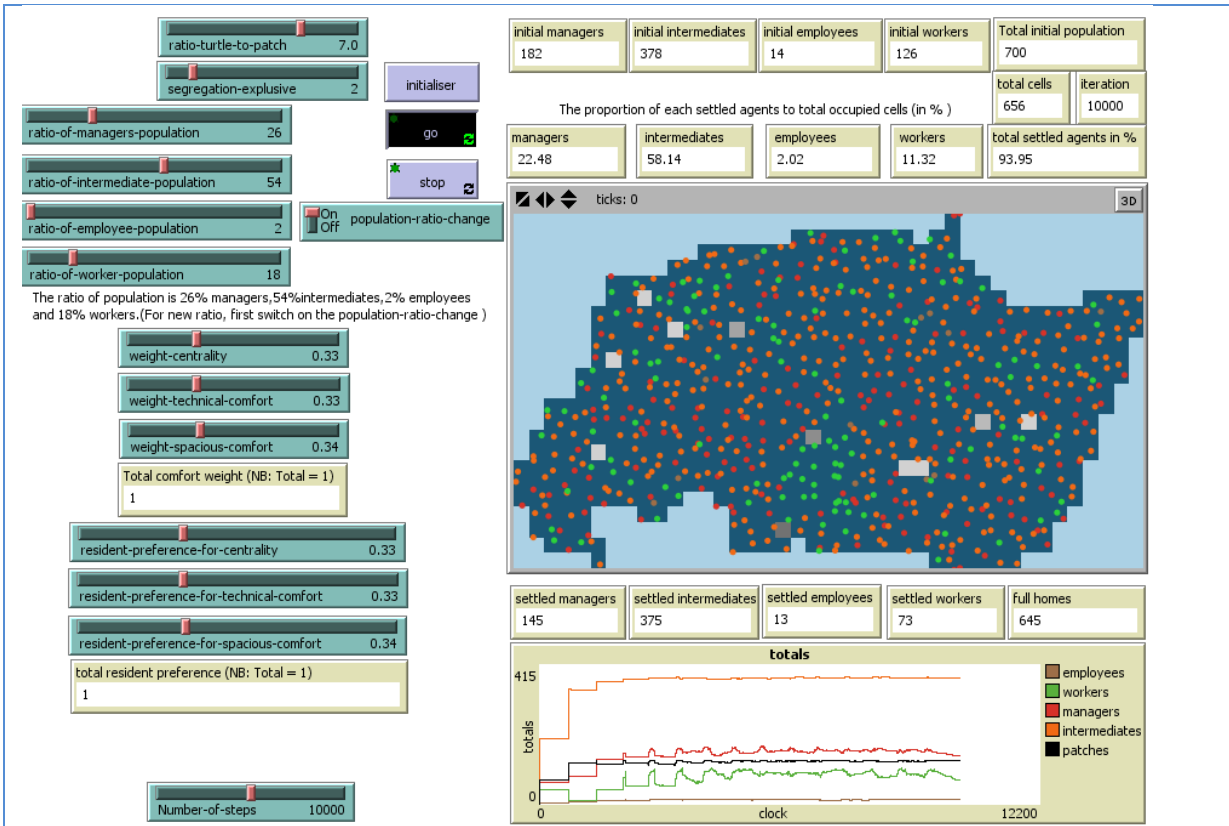 ratio-turtle-to-patch 7.0
segregation-explusive 2
initialiser
ratio-of-managers-population 26
go
ratio-of-intermediate-population 54
stop
ratio-of-employee-population 2
On
Off
population-ratio-change
ratio-of-worker-population 18
The ratio of population is 26% managers,54%intermediates,2% employees
and 18% workers.(For new ratio, first switch on the population-ratio-change )
weight-centrality 0.33
weight-technical-comfort 0.33
weight-spacious-comfort 0.34
Total comfort weight (NB: Total = 1)
1
resident-preference-for-centrality 0.33
resident-preference-for-technical-comfort 0.33
resident-preference-for-spacious-comfort 0.34
total resident preference (NB: Total = 1)
1
Number-of-steps 10000
initial managers
182
initial intermediates
378
initial employees
14
initial workers
126
Total initial population
700
total cells
656
iteration
10000
The proportion of each settled agents to total occupied cells (in % )
managers
22.48
intermediates
58.14
employees
2.02
workers
11.32
total settled agents in %
93.95
ticks: 0
3D
settled managers
145
settled intermediates
375
settled employees
13
settled workers
73
full homes
645
totals
415
totals
0
0
clock
12200
employees
workers
managers
intermediates
patches